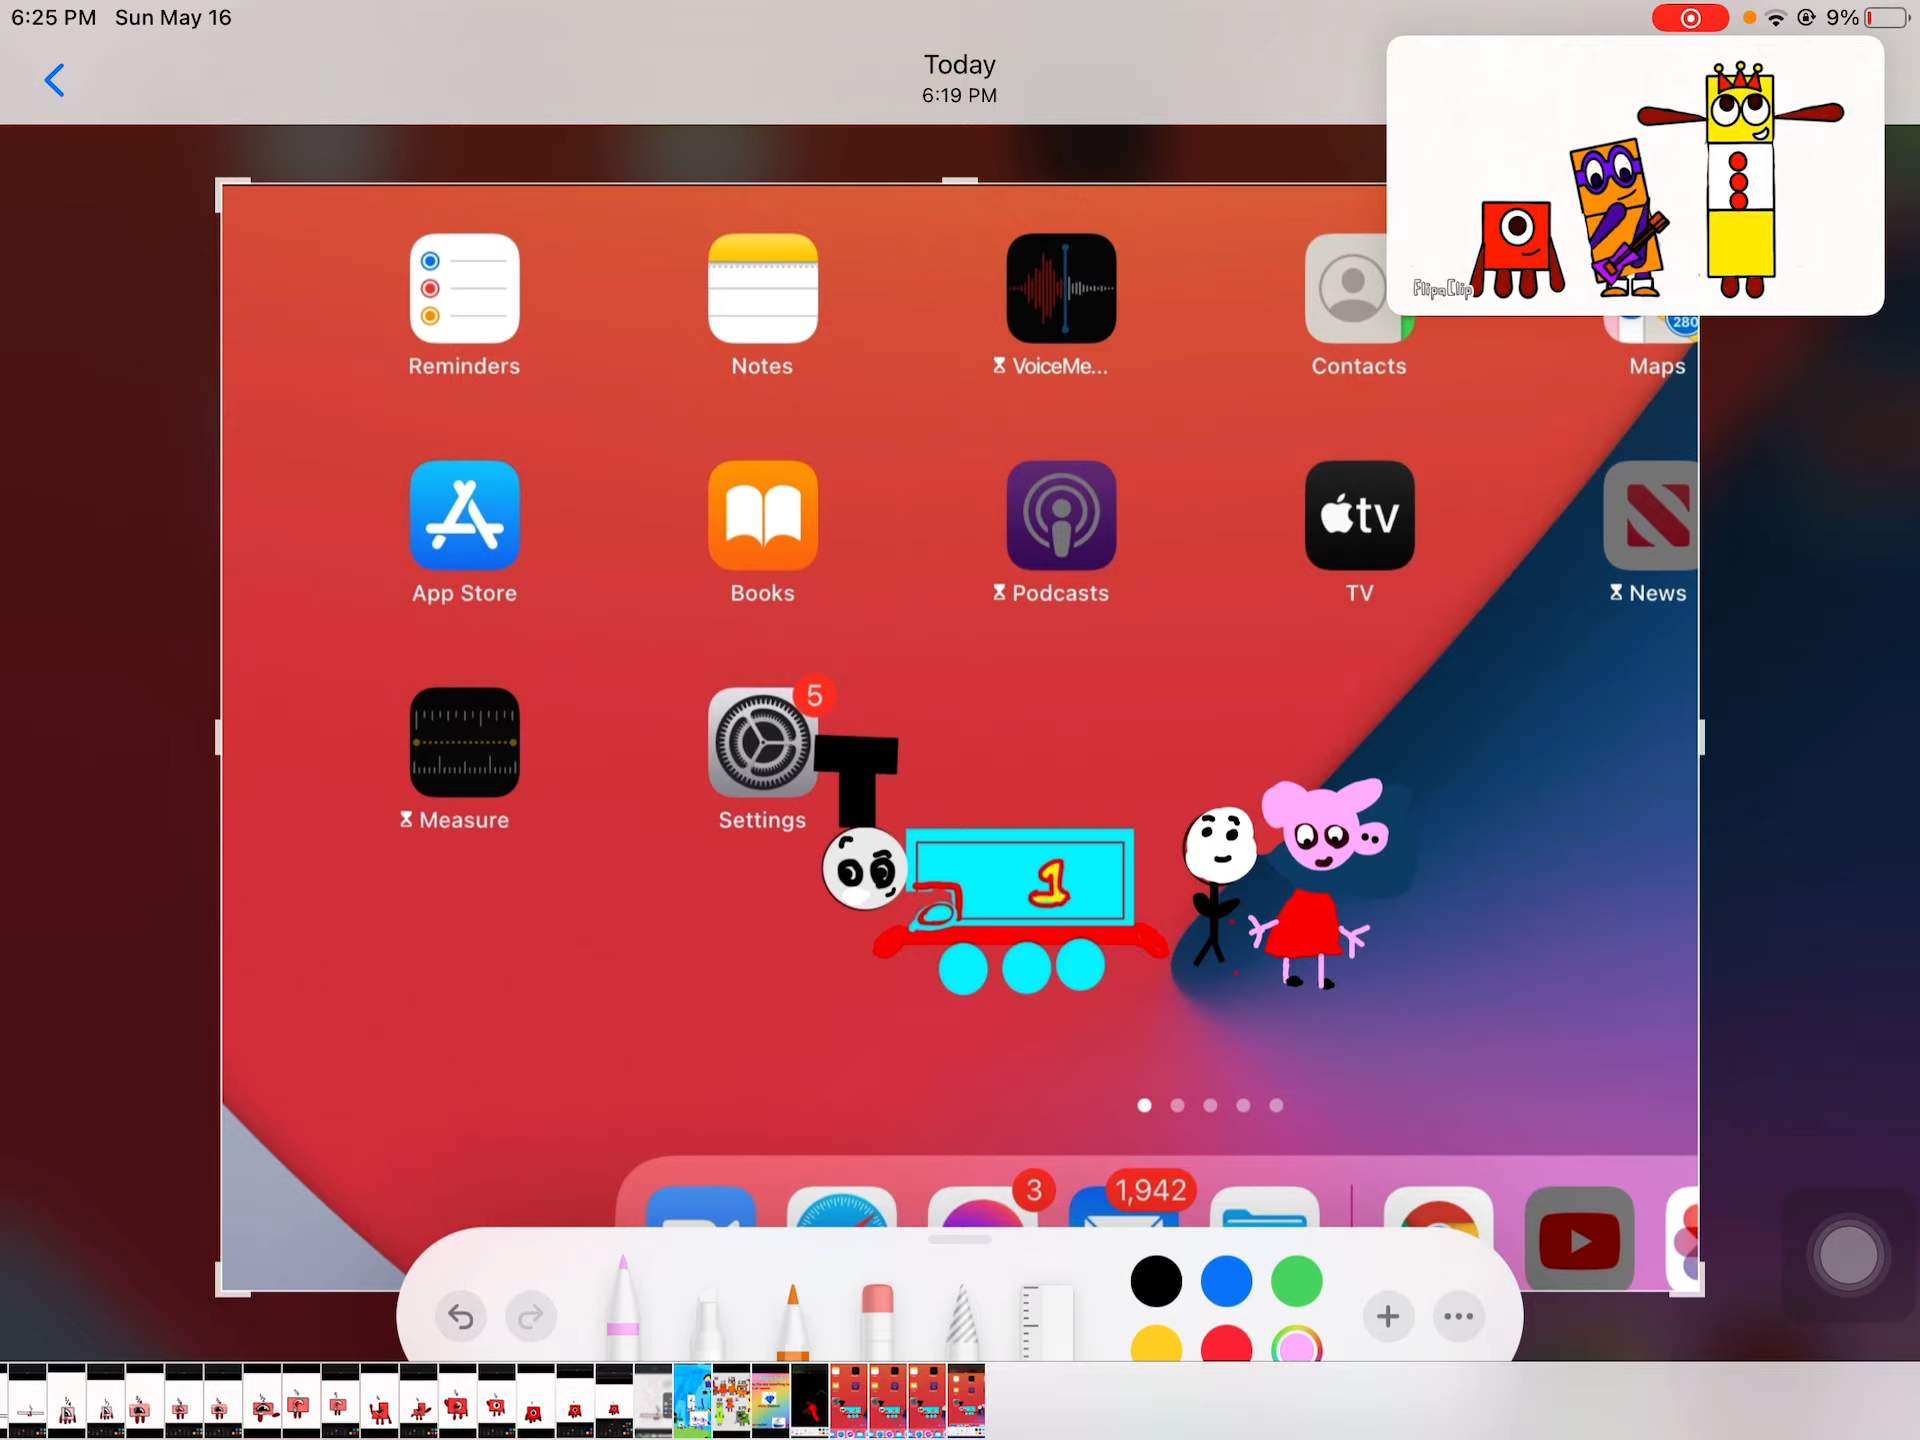 6:25 PM Sun May 16
9%
Today
6:19 PM
FlipaClip
Reminders
Notes
VoiceMe...
Contacts
280
Maps
tv
App Store
Books
Podcasts
TV
News
5
Measure
Settings
T
1
3
1,942